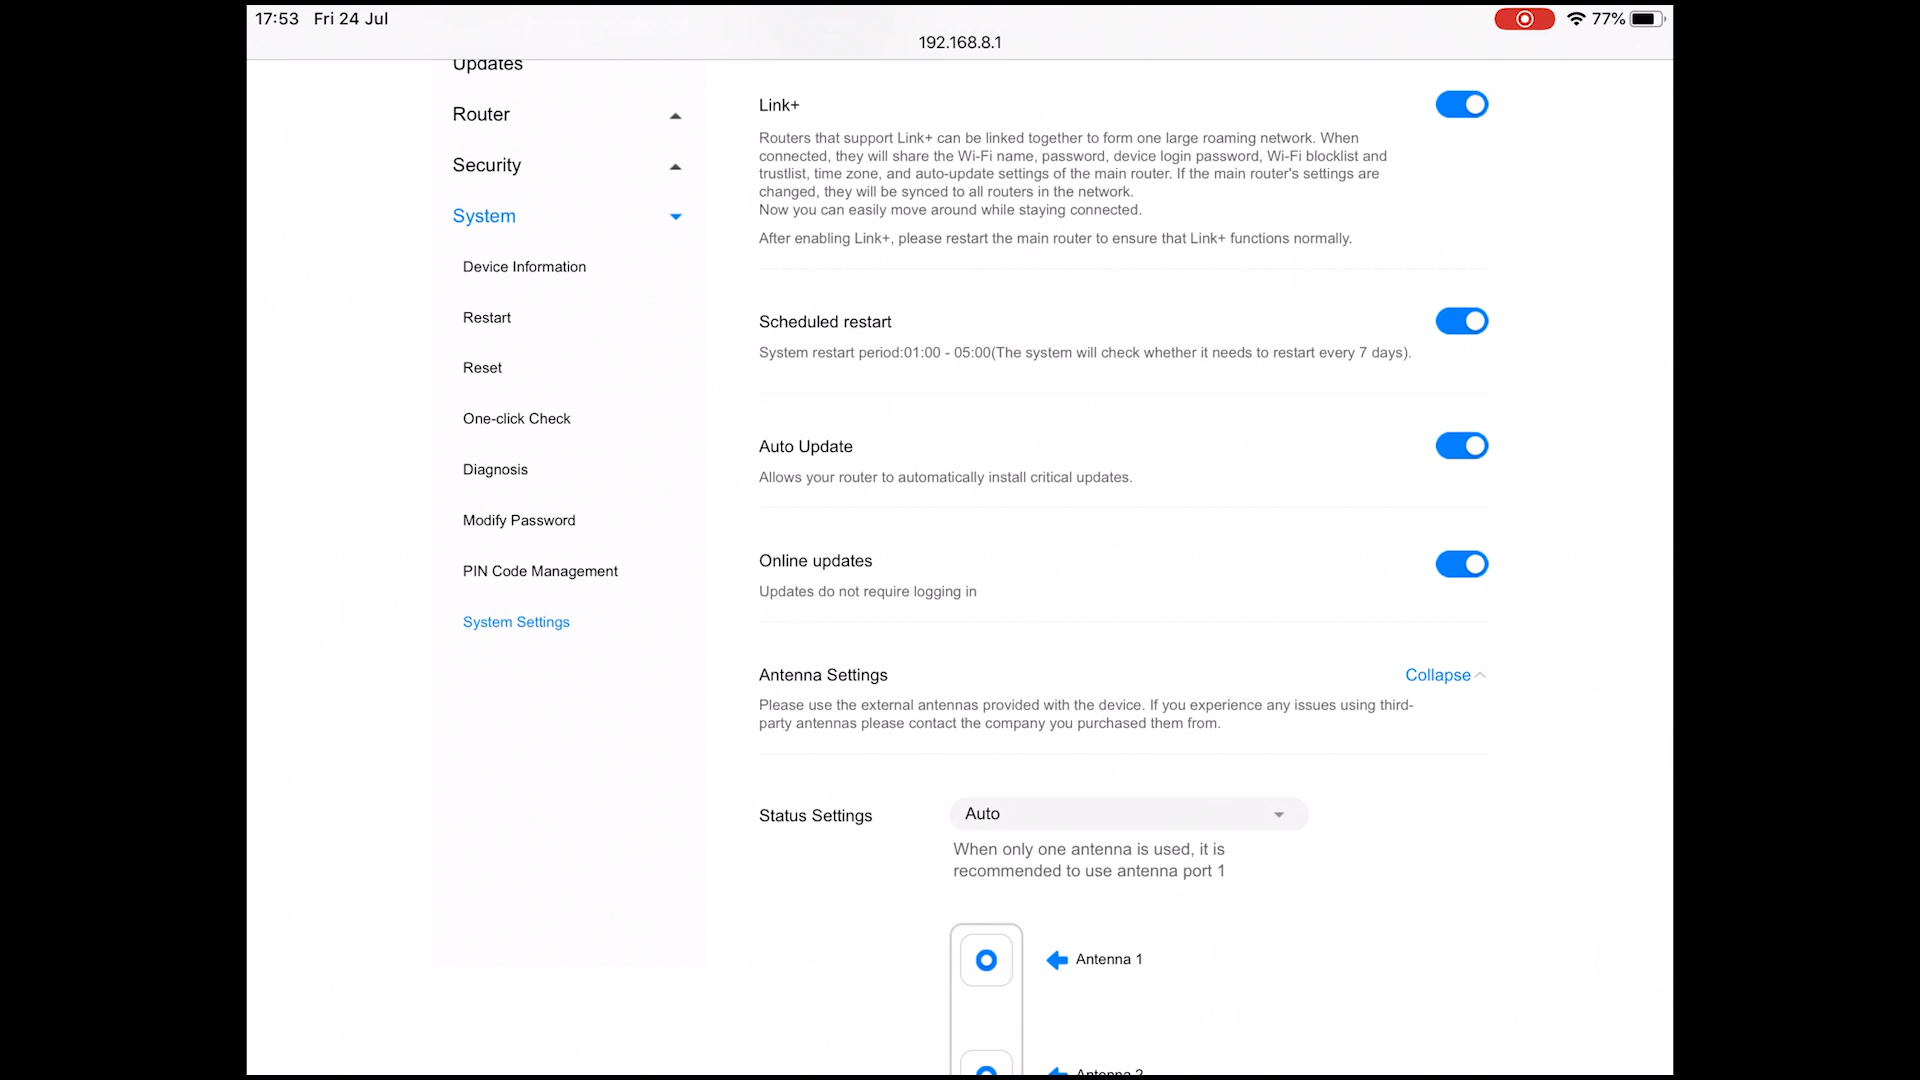 17:53 Fri 24 Jul
77%
192.168.8.1
Updates
Router
Security
System
Device Information
Restart
Reset
One-click Check
Diagnosis
Modify Password
PIN Code Management
System Settings
Link+
Routers that support Link+ can be linked together to form one large roaming network. When
connected, they will share the Wi-Fi name, password, device login password, Wi-Fi blocklist and
trustlist, time zone, and auto-update settings of the main router. If the main router's settings are
changed, they will be synced to all routers in the network.
Now you can easily move around while staying connected.
After enabling Link+, please restart the main router to ensure that Link+ functions normally.
Scheduled restart
System restart period:01:00 - 05:00(The system will check whether it needs to restart every 7 days).
Auto Update
Allows your router to automatically install critical updates.
Online updates
Updates do not require logging in
Antenna Settings
Collapse
Please use the external antennas provided with the device. If you experience any issues using third-
party antennas please contact the company you purchased them from.
Status Settings
Auto
When only one antenna is used, it is
recommended to use antenna port 1
Antenna 1
Antenna 2